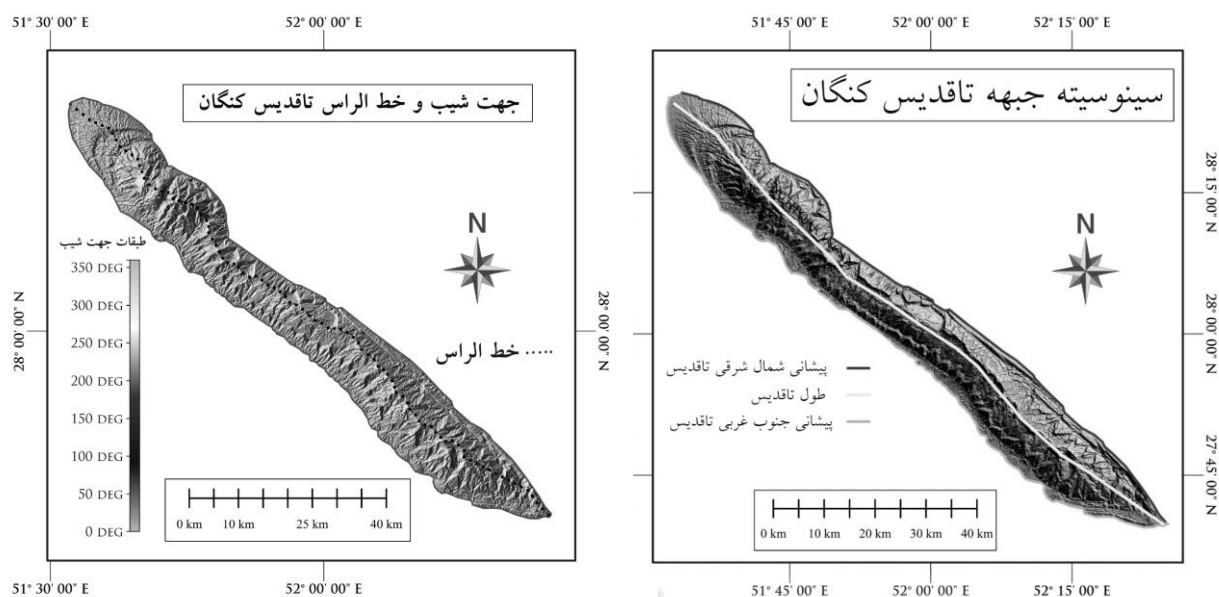 51° 30' 00" E
52° 00' 00" E
جهت شیب و خط الراس تاقدیس کنگان
N
طبقات جهت شیب
350 DEG
300 DEG
250 DEG
200 DEG
150 DEG
100 DEG
50 DEG
0 DEG
خط الراس
28° 00' 00" N
28° 00' 00" N
0 km 10 km 25 km 40 km
51° 30' 00" E
52° 00' 00" E
51° 45' 00" E
52° 00' 00" E
52° 15' 00" E
سینوسیته جبهه تاقدیس کنگان
N
پیشانی شمال شرقی تاقدیس
طول تاقدیس
پیشانی جنوب غربی تاقدیس
28° 15' 00" N
28° 00' 00" N
27° 45' 00" N
0 km 10 km 20 km 30 km 40 km
51° 45' 00" E
52° 00' 00" E
52° 15' 00" E